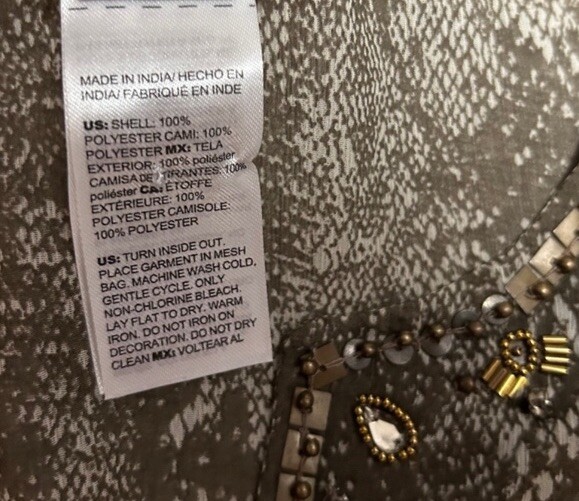 MADE IN INDIA/ HECHO EN
INDIA/ FABRIQUÉ EN INDE
US: SHELL: 100%
POLYESTER CAMI: 100%
POLYESTER MX: TELA
EXTERIOR: 100% poliéster
CAMISA DE TIRANTES: 100%
poliéster CA: ÉTOFFE
EXTÉRIEURE: 100%
POLYESTER CAMISOLE:
100% POLYESTER
US: TURN INSIDE OUT.
PLACE GARMENT IN MESH
BAG. MACHINE WASH COLD,
GENTLE CYCLE. ONLY
NON-CHLORINE BLEACH.
LAY FLAT TO DRY. WARM
IRON. DO NOT IRON ON
DECORATION. DO NOT DRY
CLEAN MX: VOLTEAR AL